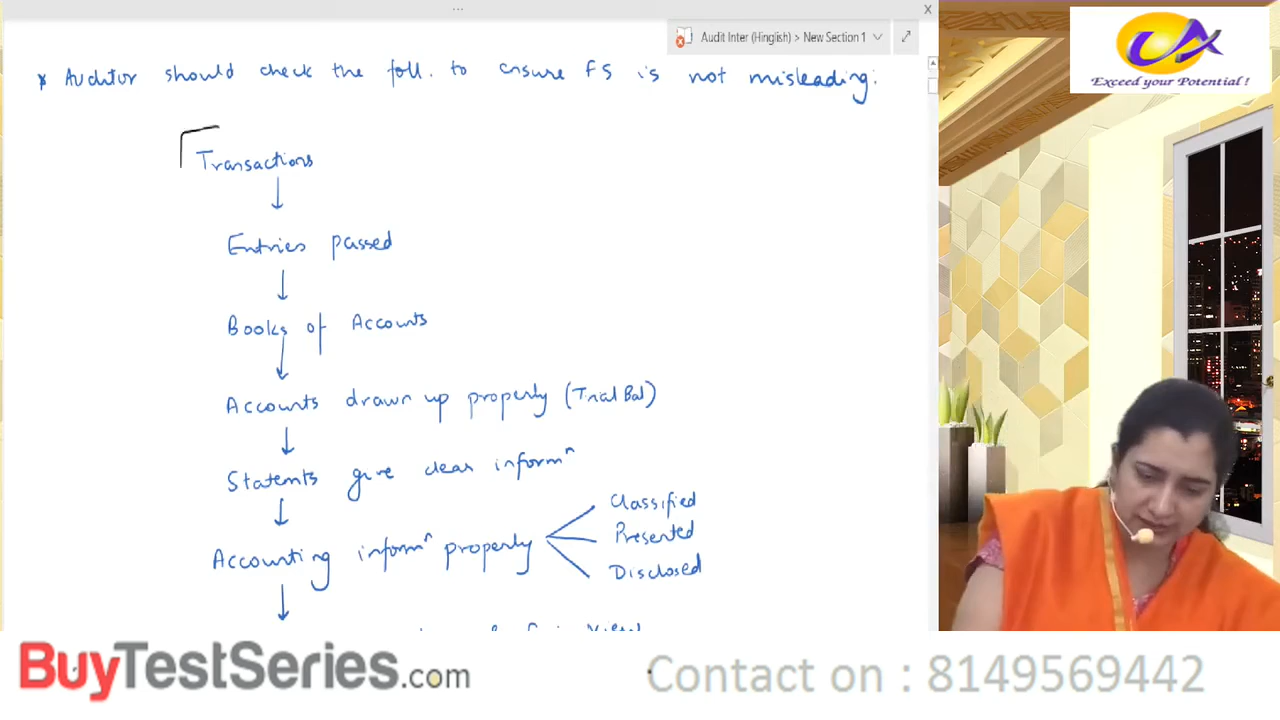 Audit Inter (Hinglish) > New Section 1
Exceed your Potential !
* Auditor should check the foll. to ensure FS is not misleading:
Transactions
↓
Entries passed
↓
Books of Accounts
↓
Accounts drawn up properly (Trial Bal)
↓
Statents give clear informⁿ
↓
Accounting informⁿ properly
Classified
Presented
Disclosed
↓
BuyTestSeries.com
Contact on : 8149569442